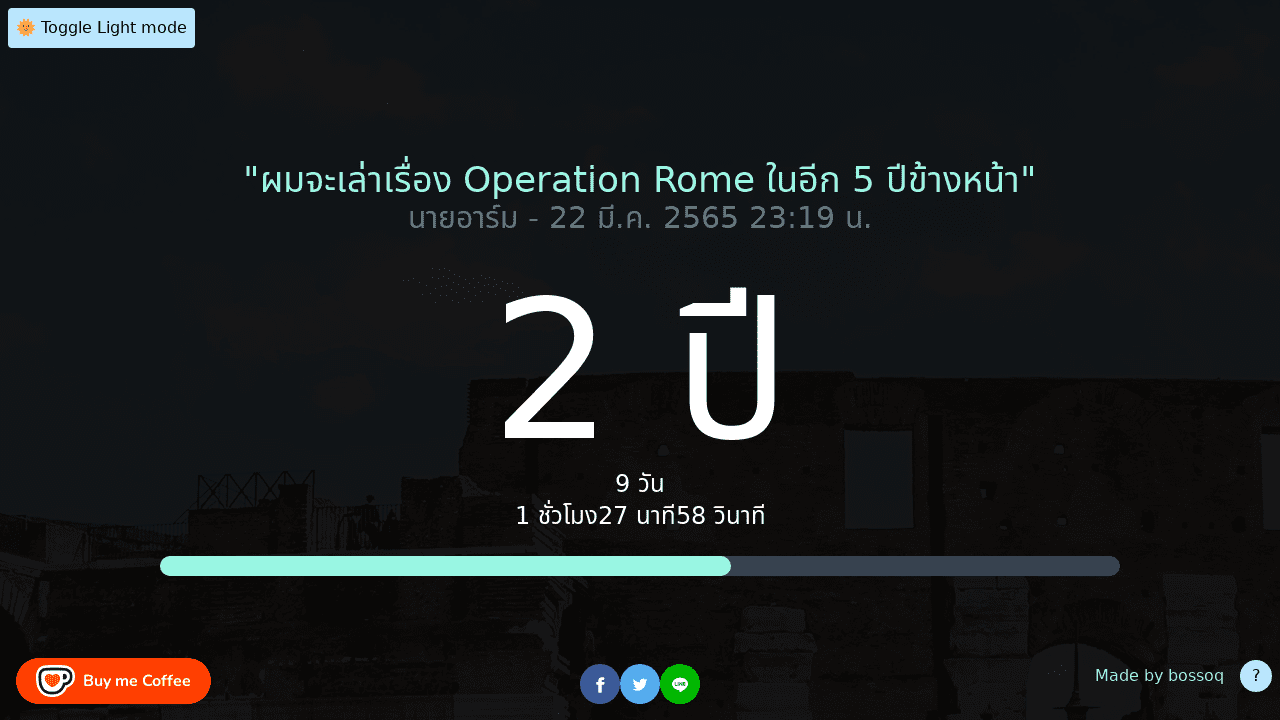 Toggle Light mode
"ผมจะเล่าเรื่อง Operation Rome ในอีก 5 ปีข้างหน้า"
นายอาร์ม - 22 มี.ค. 2565 23:19 น.
2 ปี
9 วัน
1 ชั่วโมง27 นาที58 วินาที
Buy me Coffee
LINE
Made by bossoq
?